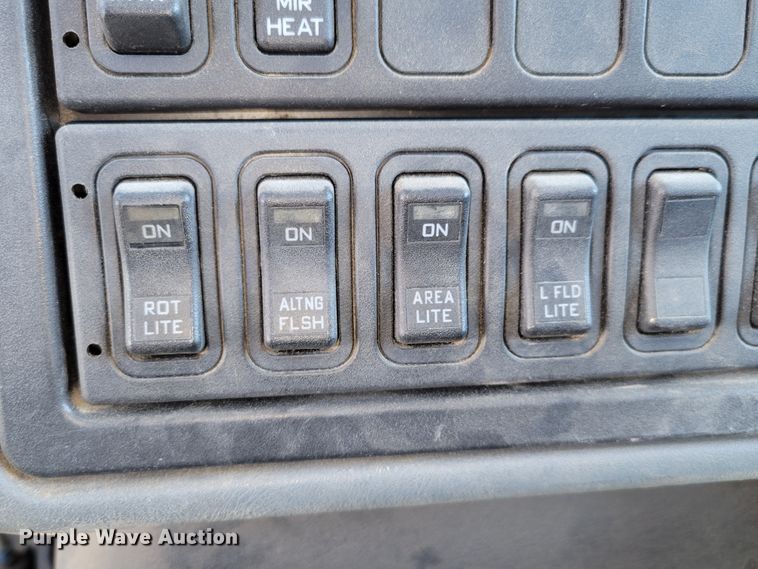 MIR
HEAT
ON
ROT
LITE
ON
ALTNG
FLSH
ON
AREA
LITE
ON
L FLD
LITE
Purple Wave Auction